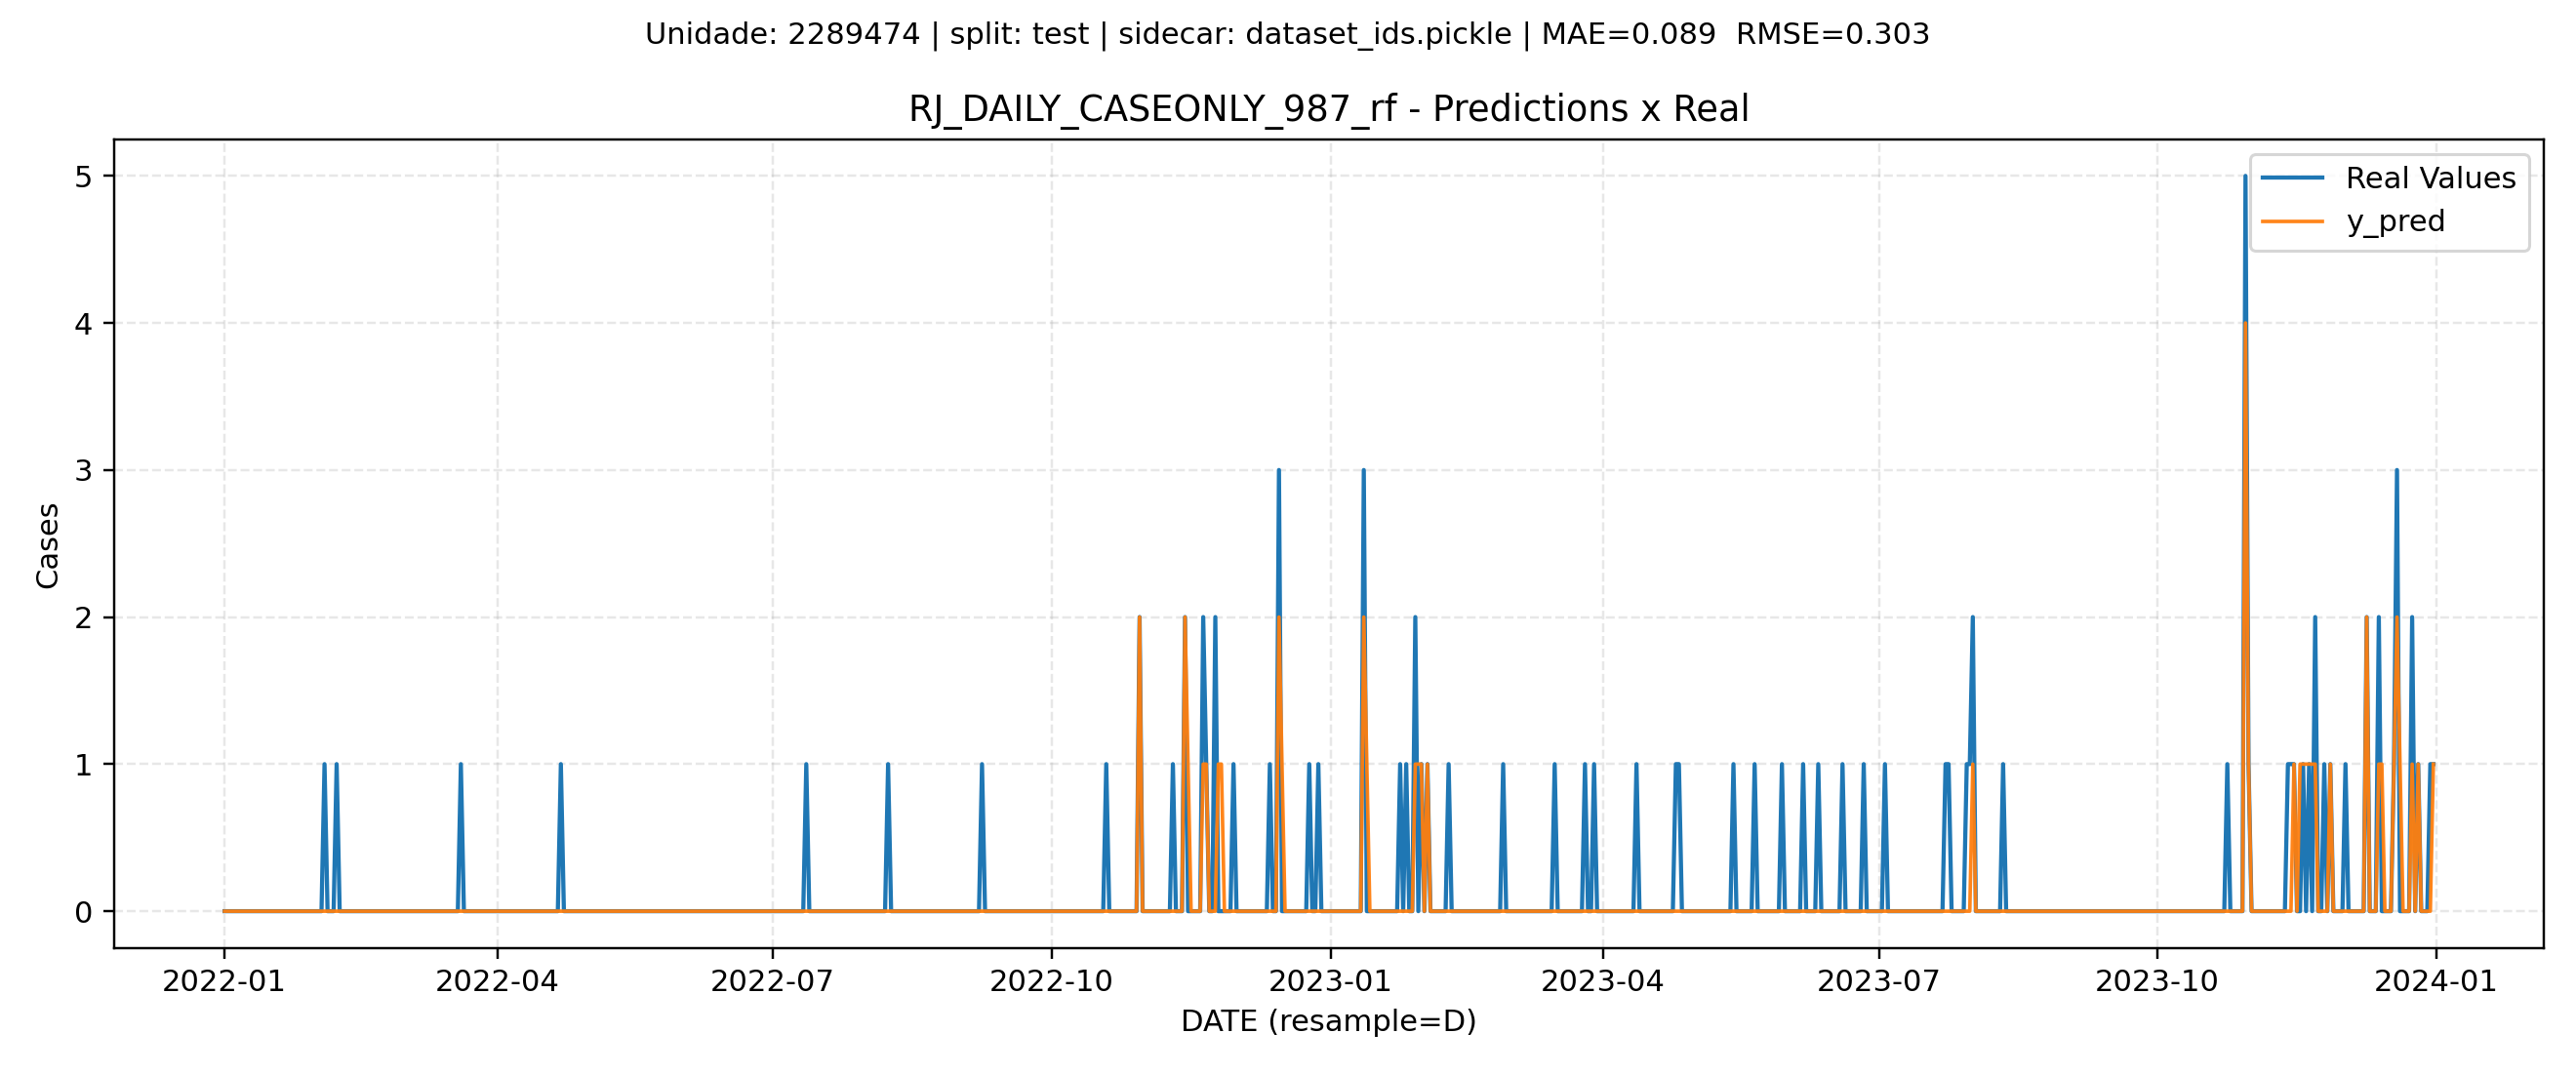 Unidade: 2289474 | split: test | sidecar: dataset_ids.pickle | MAE=0.089  RMSE=0.303
RJ_DAILY_CASEONLY_987_rf - Predictions x Real
Real Values
y_pred
5
4
3
2
1
0
Cases
2022-01
2022-04
2022-07
2022-10
2023-01
2023-04
2023-07
2023-10
2024-01
DATE (resample=D)